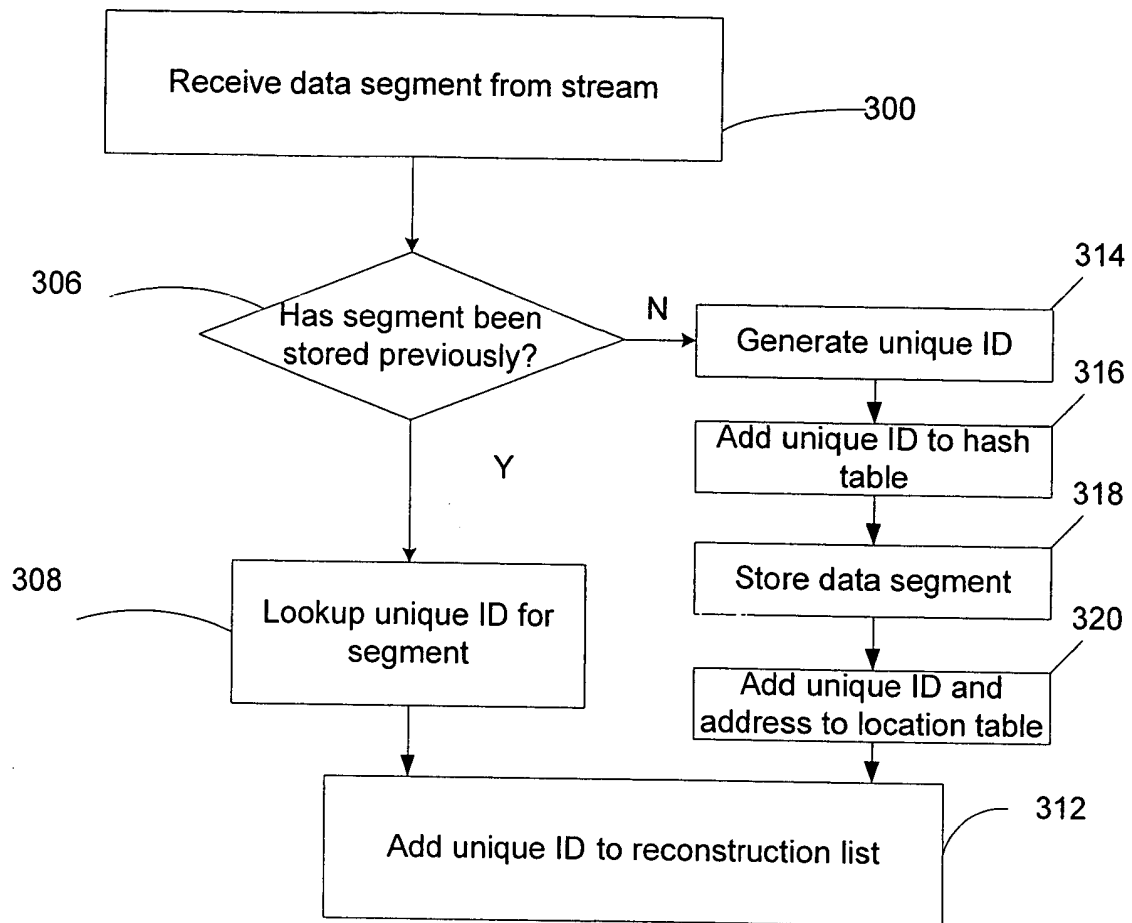 Receive data segment from stream
300
306
Has segment been
stored previously?
N
314
Generate unique ID
316
Add unique ID to hash
table
318
Store data segment
320
Add unique ID and
address to location table
Y
308
Lookup unique ID for
segment
312
Add unique ID to reconstruction list